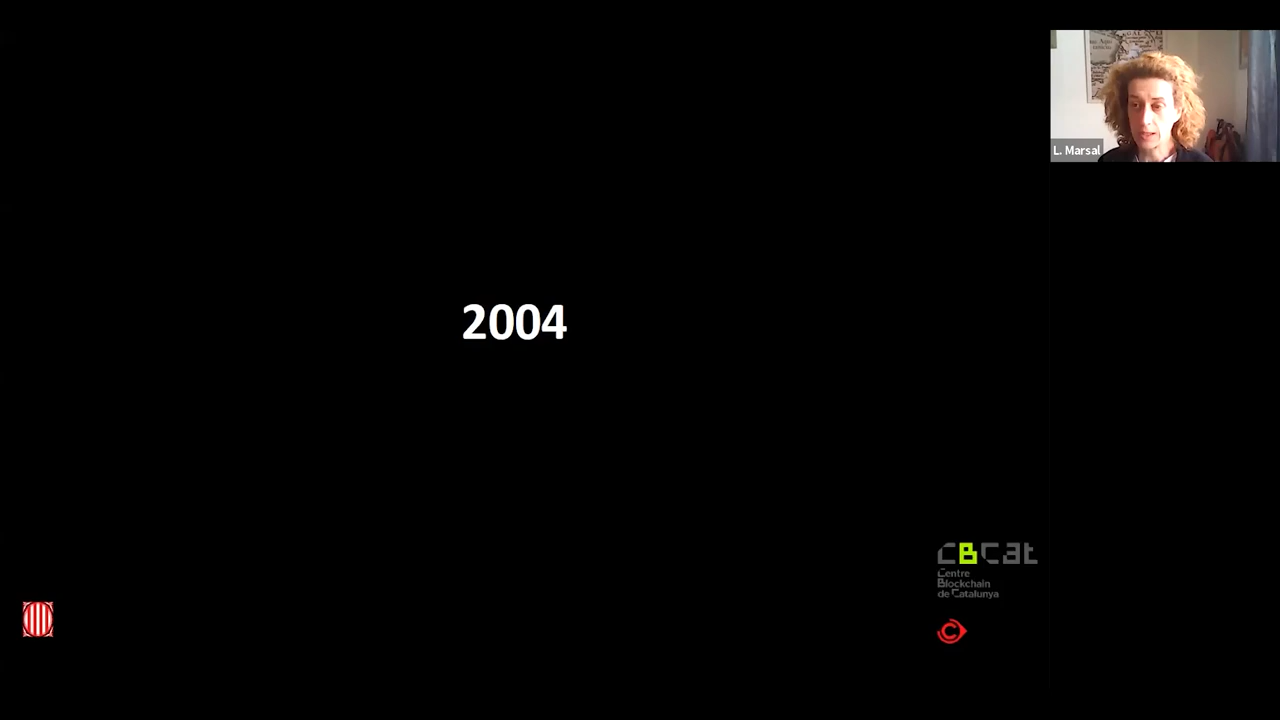 L. Marsal
2004
CBCat
Centre
Blockchain
de Catalunya